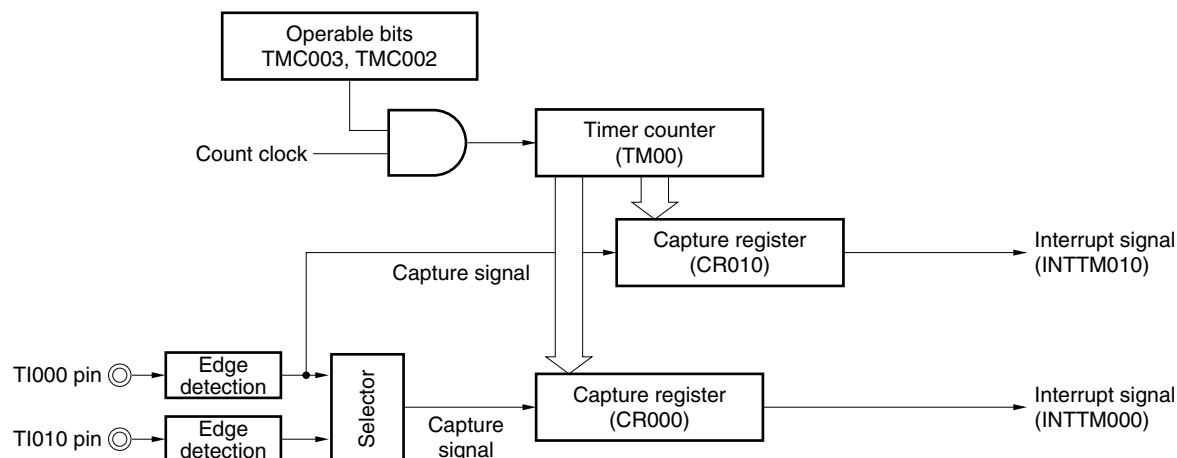 Operable bits
TMC003, TMC002
Count clock
Timer counter
(TM00)
Capture register
(CR010)
Interrupt signal
(INTTM010)
Capture signal
TI000 pin
Edge
detection
Selector
TI010 pin
Edge
detection
Capture
signal
Capture register
(CR000)
Interrupt signal
(INTTM000)